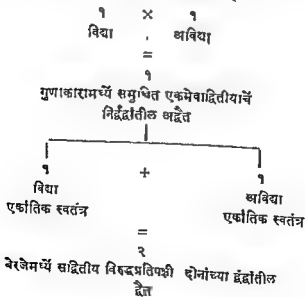 १ × १
विद्या . अविद्या
=
१
गुणाकारामध्यें समुचित एकमेवाद्वितीयाचें
निर्द्वंद्वांतील अद्वैत
१ + १
विद्या अविद्या
एकांतिक स्वतंत्र एकांतिक स्वतंत्र
=
२
बेरजेमध्यें सद्वितीय विरुद्धप्रतिपक्षी दोनांच्या द्वंद्वांतील
द्वैत